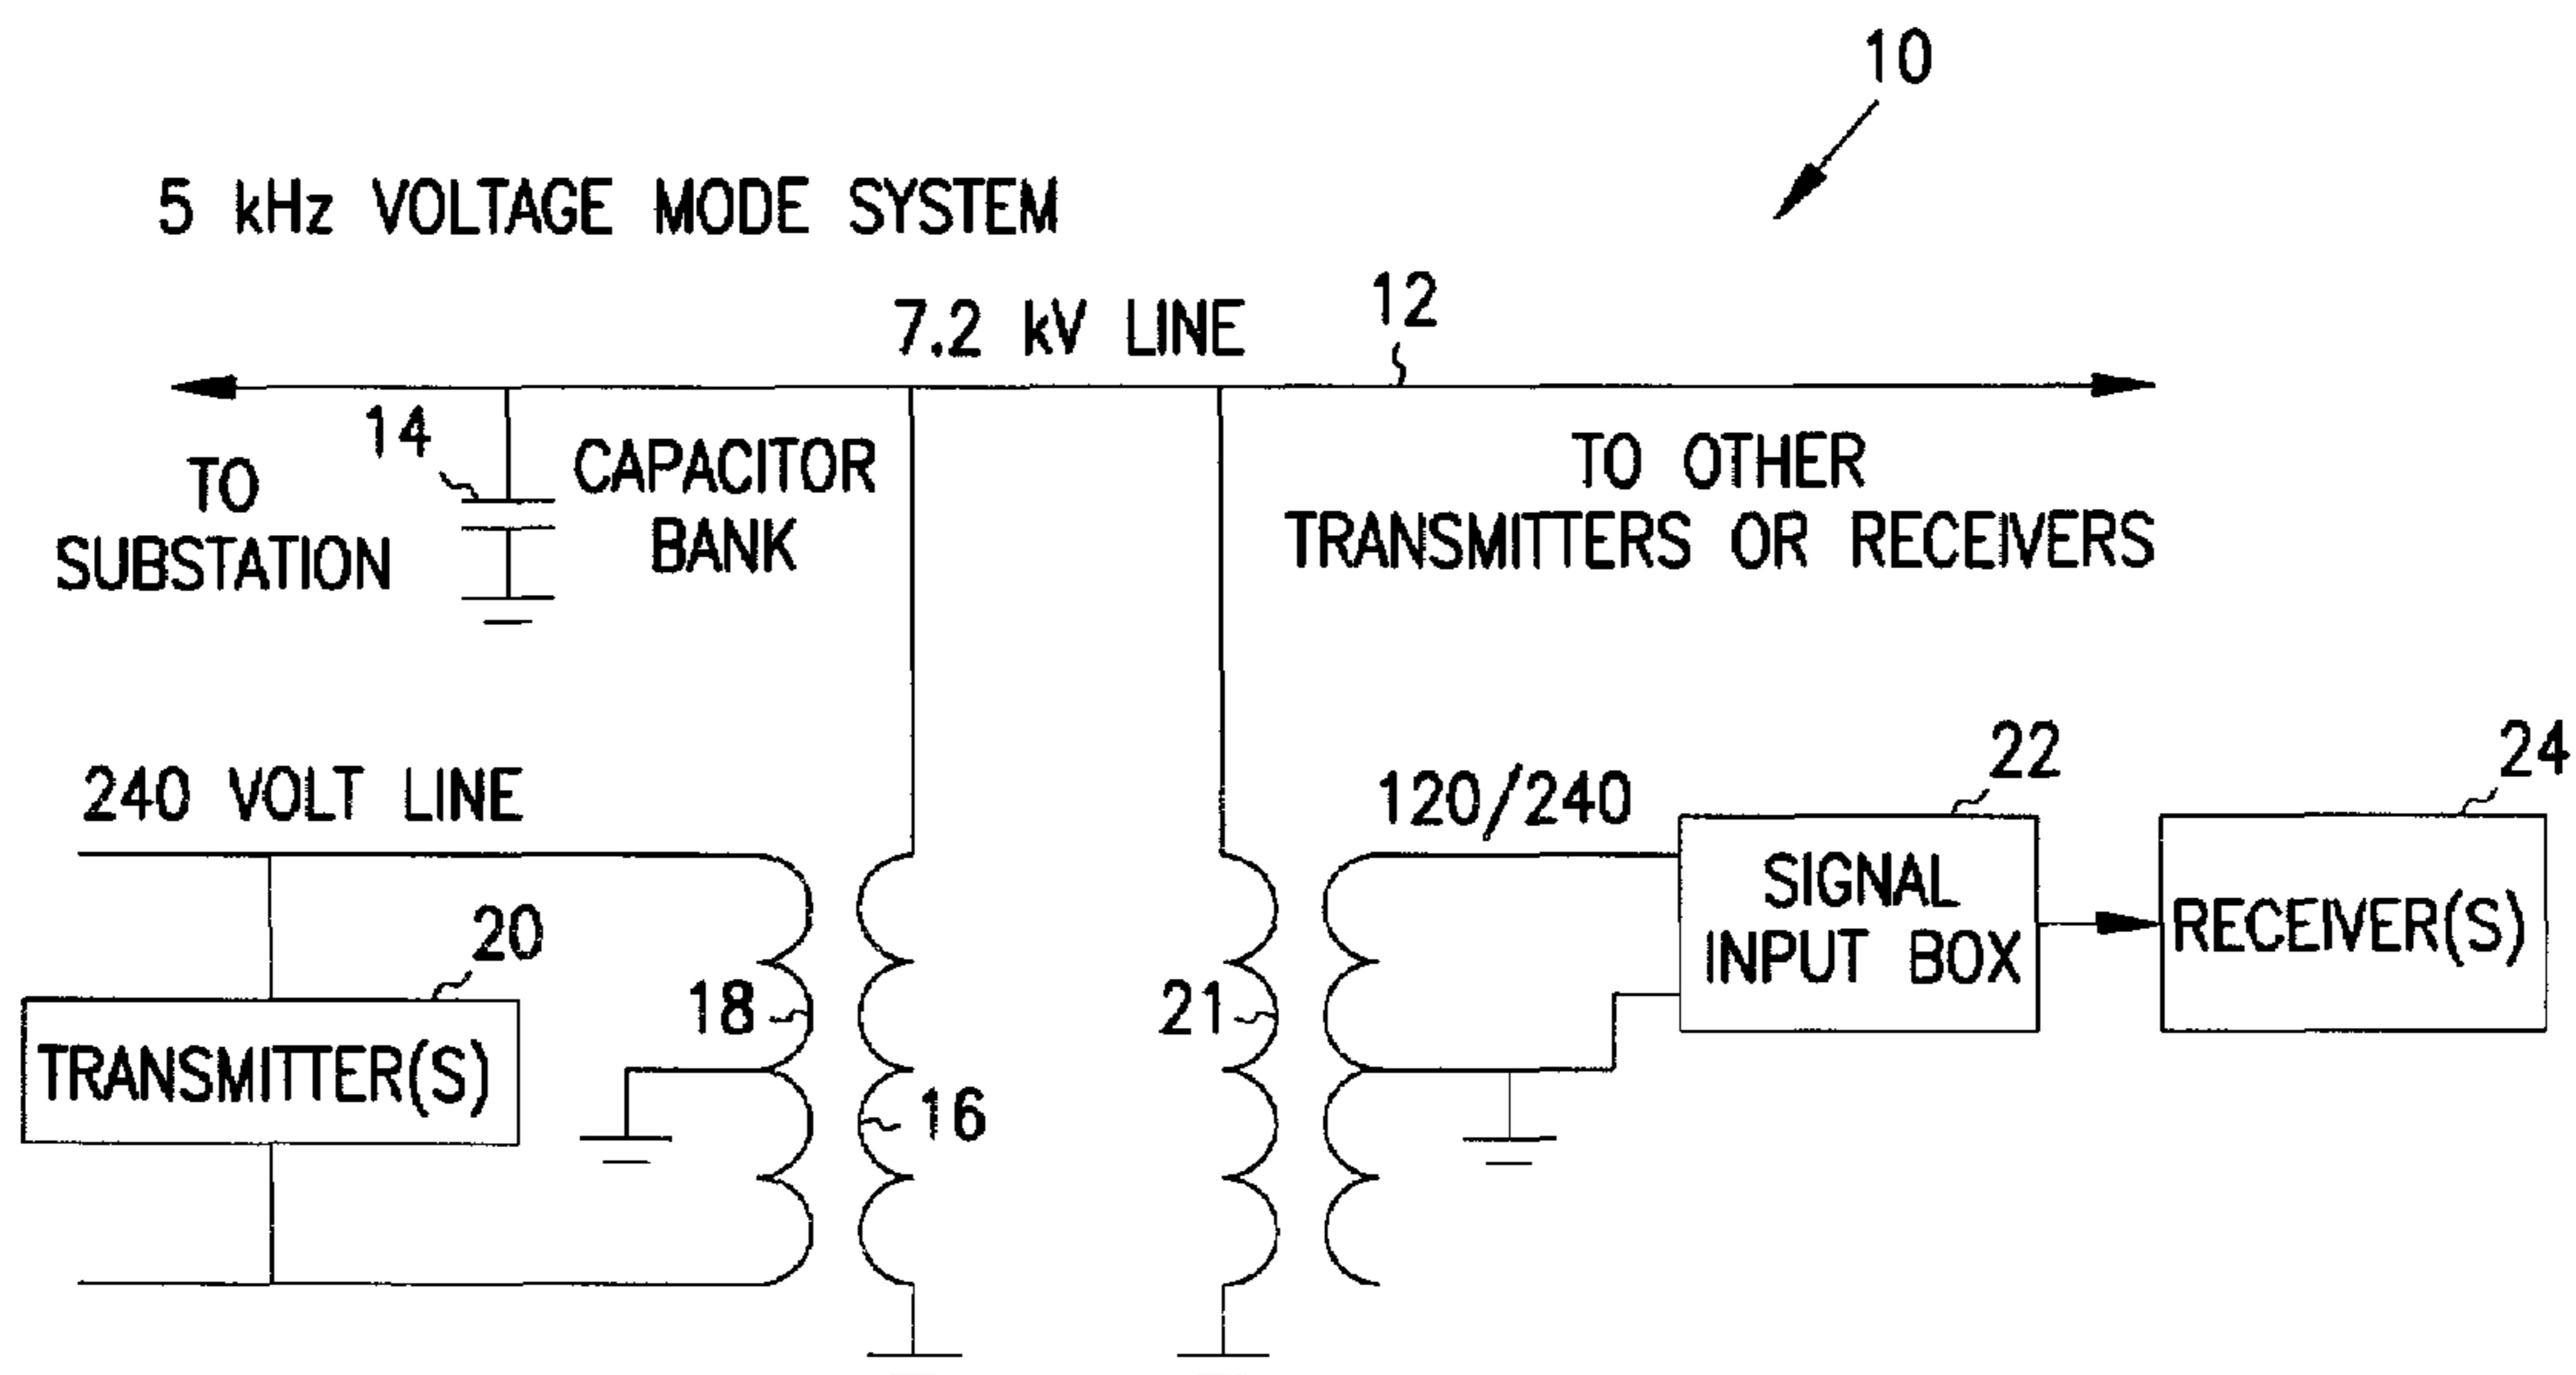 10
5 kHz VOLTAGE MODE SYSTEM
7.2 kV LINE
12
14
CAPACITOR
BANK
TO
SUBSTATION
TO OTHER
TRANSMITTERS OR RECEIVERS
240 VOLT LINE
120/240
22
24
SIGNAL
INPUT BOX
RECEIVER(S)
20
18
21
TRANSMITTER(S)
16